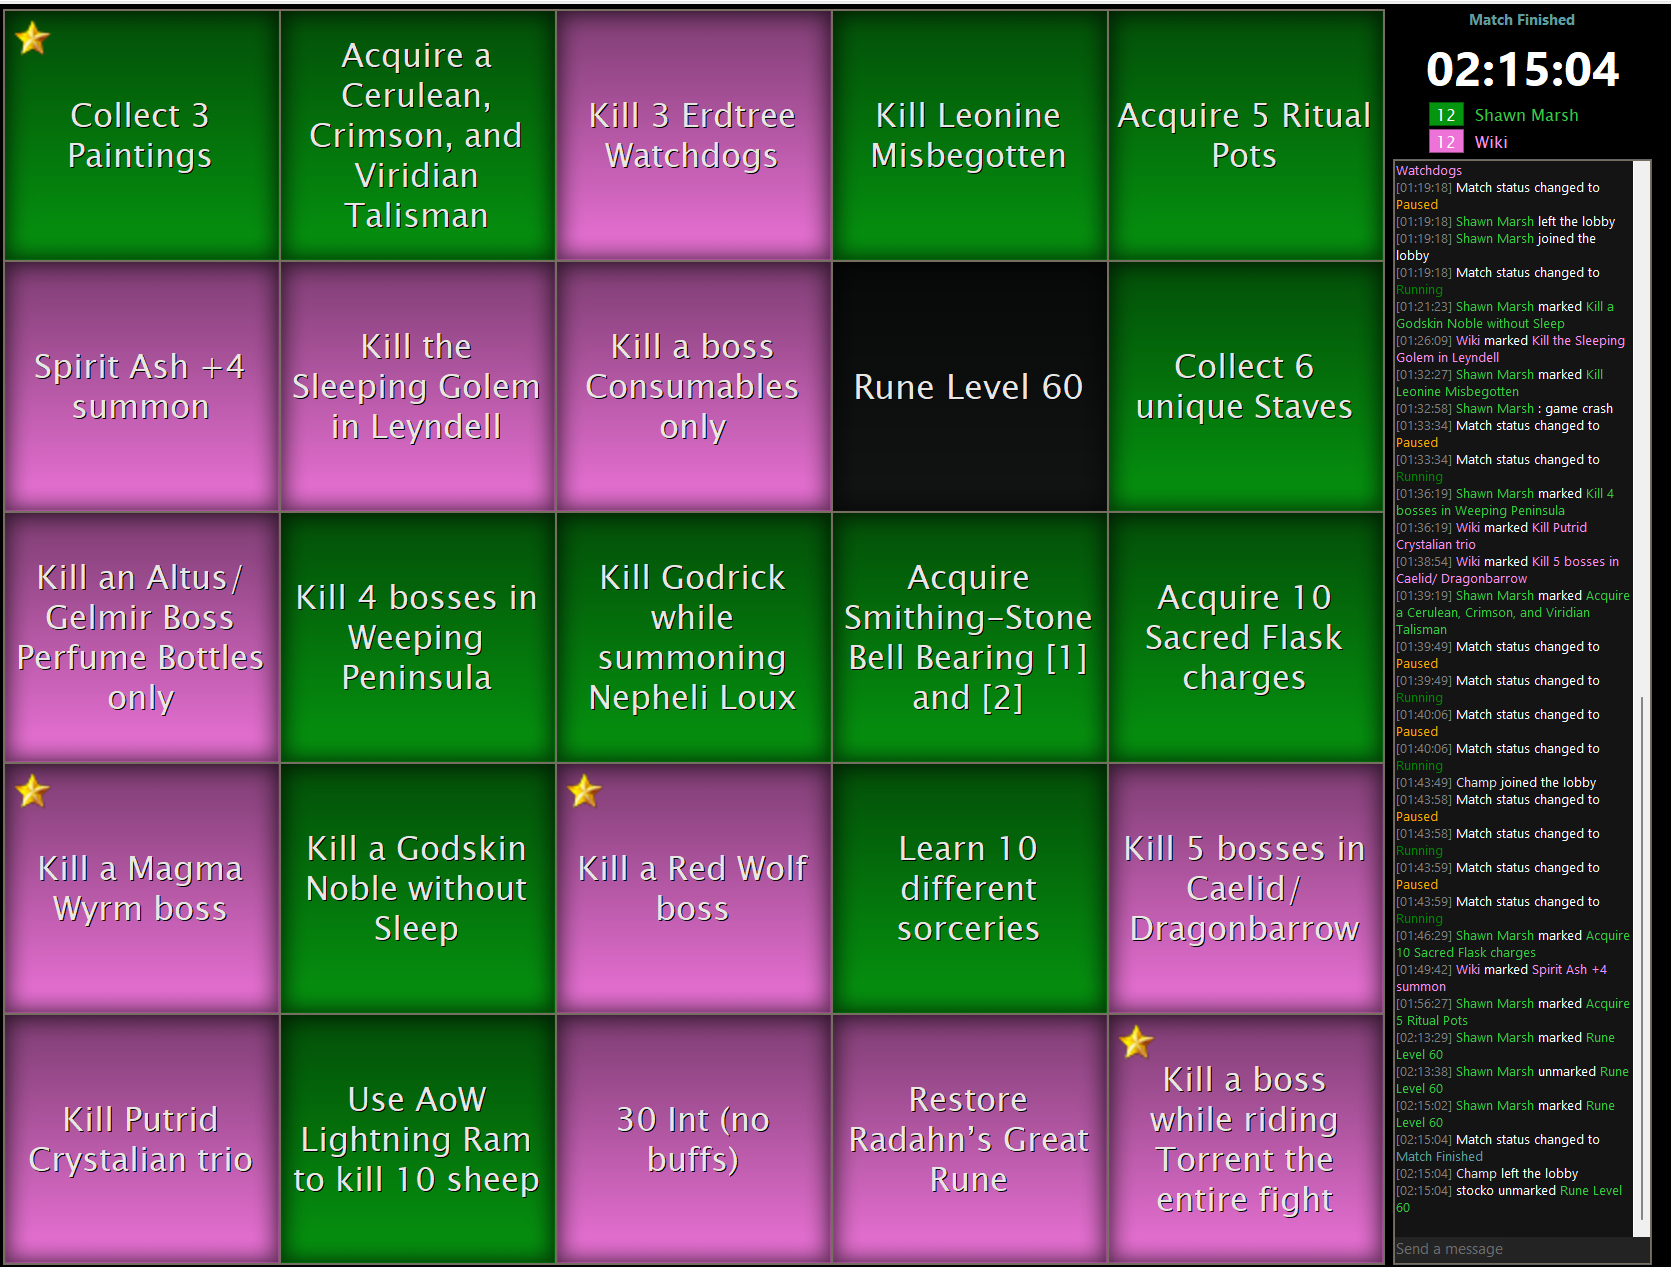 Collect 3
Paintings
Acquire a
Cerulean,
Crimson, and
Viridian
Talisman
Kill 3 Erdtree
Watchdogs
Kill Leonine
Misbegotten
Acquire 5 Ritual
Pots
Spirit Ash +4
summon
Kill the
Sleeping Golem
in Leyndell
Kill a boss
Consumables
only
Rune Level 60
Collect 6
unique Staves
Kill an Altus/
Gelmir Boss
Perfume Bottles
only
Kill 4 bosses in
Weeping
Peninsula
Kill Godrick
while
summoning
Nepheli Loux
Acquire
Smithing-Stone
Bell Bearing [1]
and [2]
Acquire 10
Sacred Flask
charges
Kill a Magma
Wyrm boss
Kill a Godskin
Noble without
Sleep
Kill a Red Wolf
boss
Learn 10
different
sorceries
Kill 5 bosses in
Caelid/
Dragonbarrow
Kill Putrid
Crystalian trio
Use AoW
Lightning Ram
to kill 10 sheep
30 Int (no
buffs)
Restore
Radahn’s Great
Rune
Kill a boss
while riding
Torrent the
entire fight
Match Finished
02:15:04
12 Shawn Marsh
12 Wiki
Watchdogs
[01:19:18] Match status changed to
Paused
[01:19:18] Shawn Marsh left the lobby
[01:19:18] Shawn Marsh joined the
lobby
[01:19:18] Match status changed to
Running
[01:21:23] Shawn Marsh marked Kill a
Godskin Noble without Sleep
[01:26:09] Wiki marked Kill the Sleeping
Golem in Leyndell
[01:32:27] Shawn Marsh marked Kill
Leonine Misbegotten
[01:32:58] Shawn Marsh : game crash
[01:33:34] Match status changed to
Paused
[01:33:34] Match status changed to
Running
[01:36:19] Shawn Marsh marked Kill 4
bosses in Weeping Peninsula
[01:36:19] Wiki marked Kill Putrid
Crystalian trio
[01:38:54] Wiki marked Kill 5 bosses in
Caelid/ Dragonbarrow
[01:39:19] Shawn Marsh marked Acquire
a Cerulean, Crimson, and Viridian
Talisman
[01:39:49] Match status changed to
Paused
[01:39:49] Match status changed to
Running
[01:40:06] Match status changed to
Paused
[01:40:06] Match status changed to
Running
[01:43:49] Champ joined the lobby
[01:43:58] Match status changed to
Paused
[01:43:58] Match status changed to
Running
[01:43:59] Match status changed to
Paused
[01:43:59] Match status changed to
Running
[01:46:29] Shawn Marsh marked Acquire
10 Sacred Flask charges
[01:49:42] Wiki marked Spirit Ash +4
summon
[01:56:27] Shawn Marsh marked Acquire
5 Ritual Pots
[02:13:29] Shawn Marsh marked Rune
Level 60
[02:13:38] Shawn Marsh unmarked Rune
Level 60
[02:15:02] Shawn Marsh marked Rune
Level 60
[02:15:04] Match status changed to
Match Finished
[02:15:04] Champ left the lobby
[02:15:04] stocko unmarked Rune Level
60
Send a message